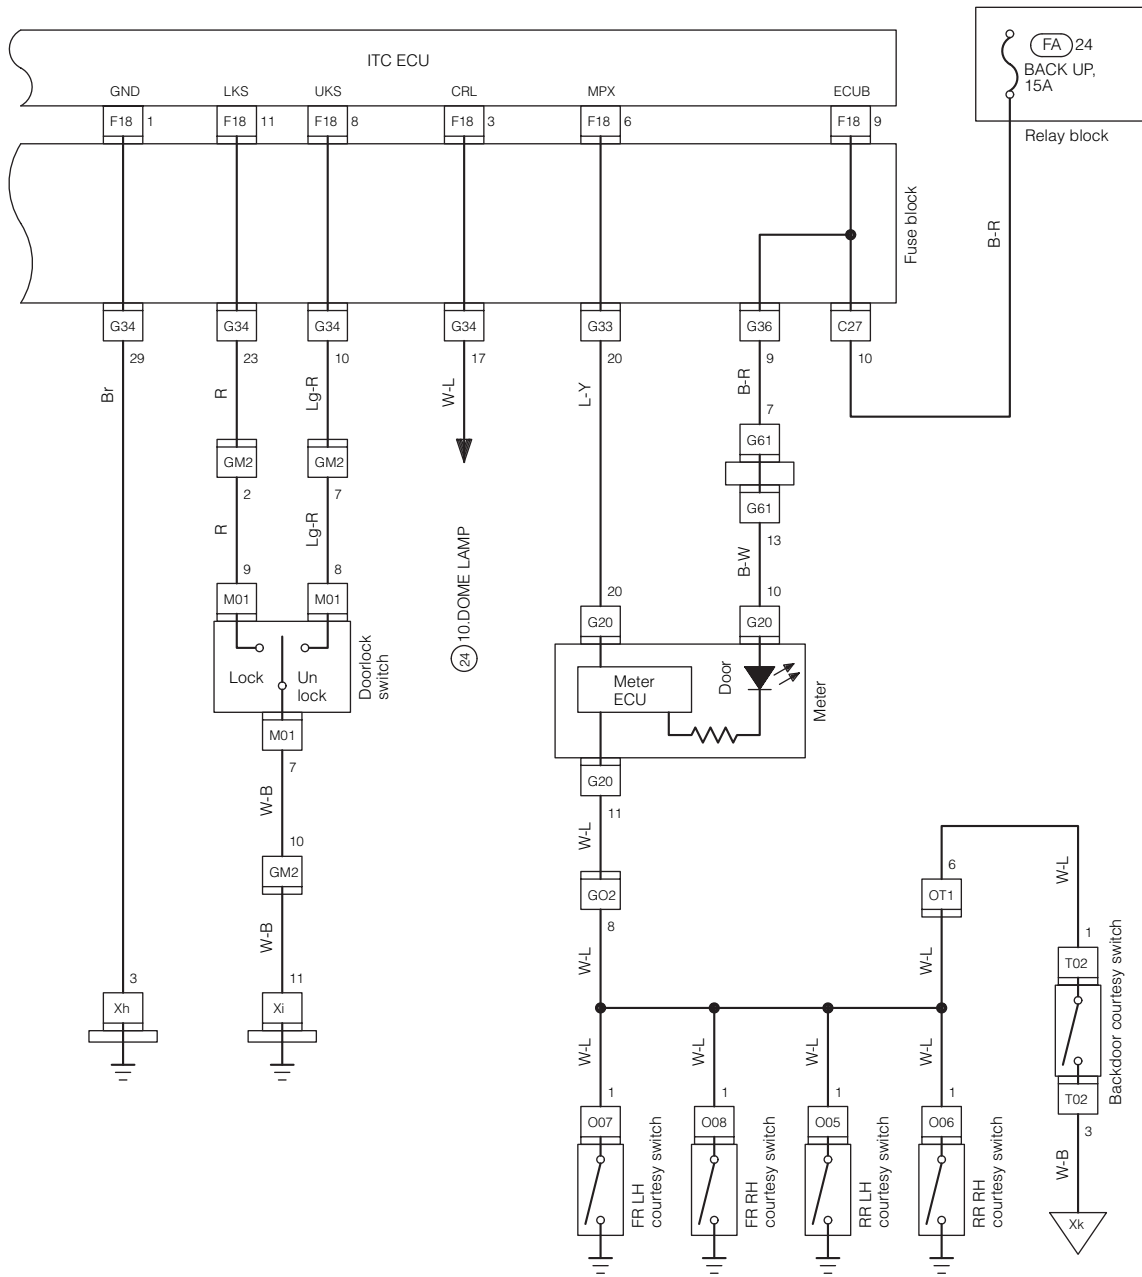 ITC ECU
FA 24
BACK UP,
15A
Relay block
GND LKS UKS CRL MPX ECUB
F18 1 F18 11 F18 8 F18 3 F18 6 F18 9
Fuse block
B-R
G34 G34 G34 G34 G33 G36 C27
29 23 10 17 20 9 10
Br R Lg-R W-L L-Y B-R
7
G61
GM2 GM2
2 7
G61
13
R Lg-R B-W
10.DOME LAMP
24
9 8 20 10
M01 M01 G20 G20
Lock
Un
lock
Doorlock
switch
Meter
ECU
Door
Meter
M01
7
G20
11
W-B W-L W-L
10
GM2
6
OT1
GO2
8
W-B W-L W-L
1
T02
Backdoor courtesy switch
3 11
Xh Xi
W-L W-L W-L W-L
T02
3
1 1 1 1
O07 O08 O05 O06
W-B
FR LH
courtesy switch
FR RH
courtesy switch
RR LH
courtesy switch
RR RH
courtesy switch
Xk